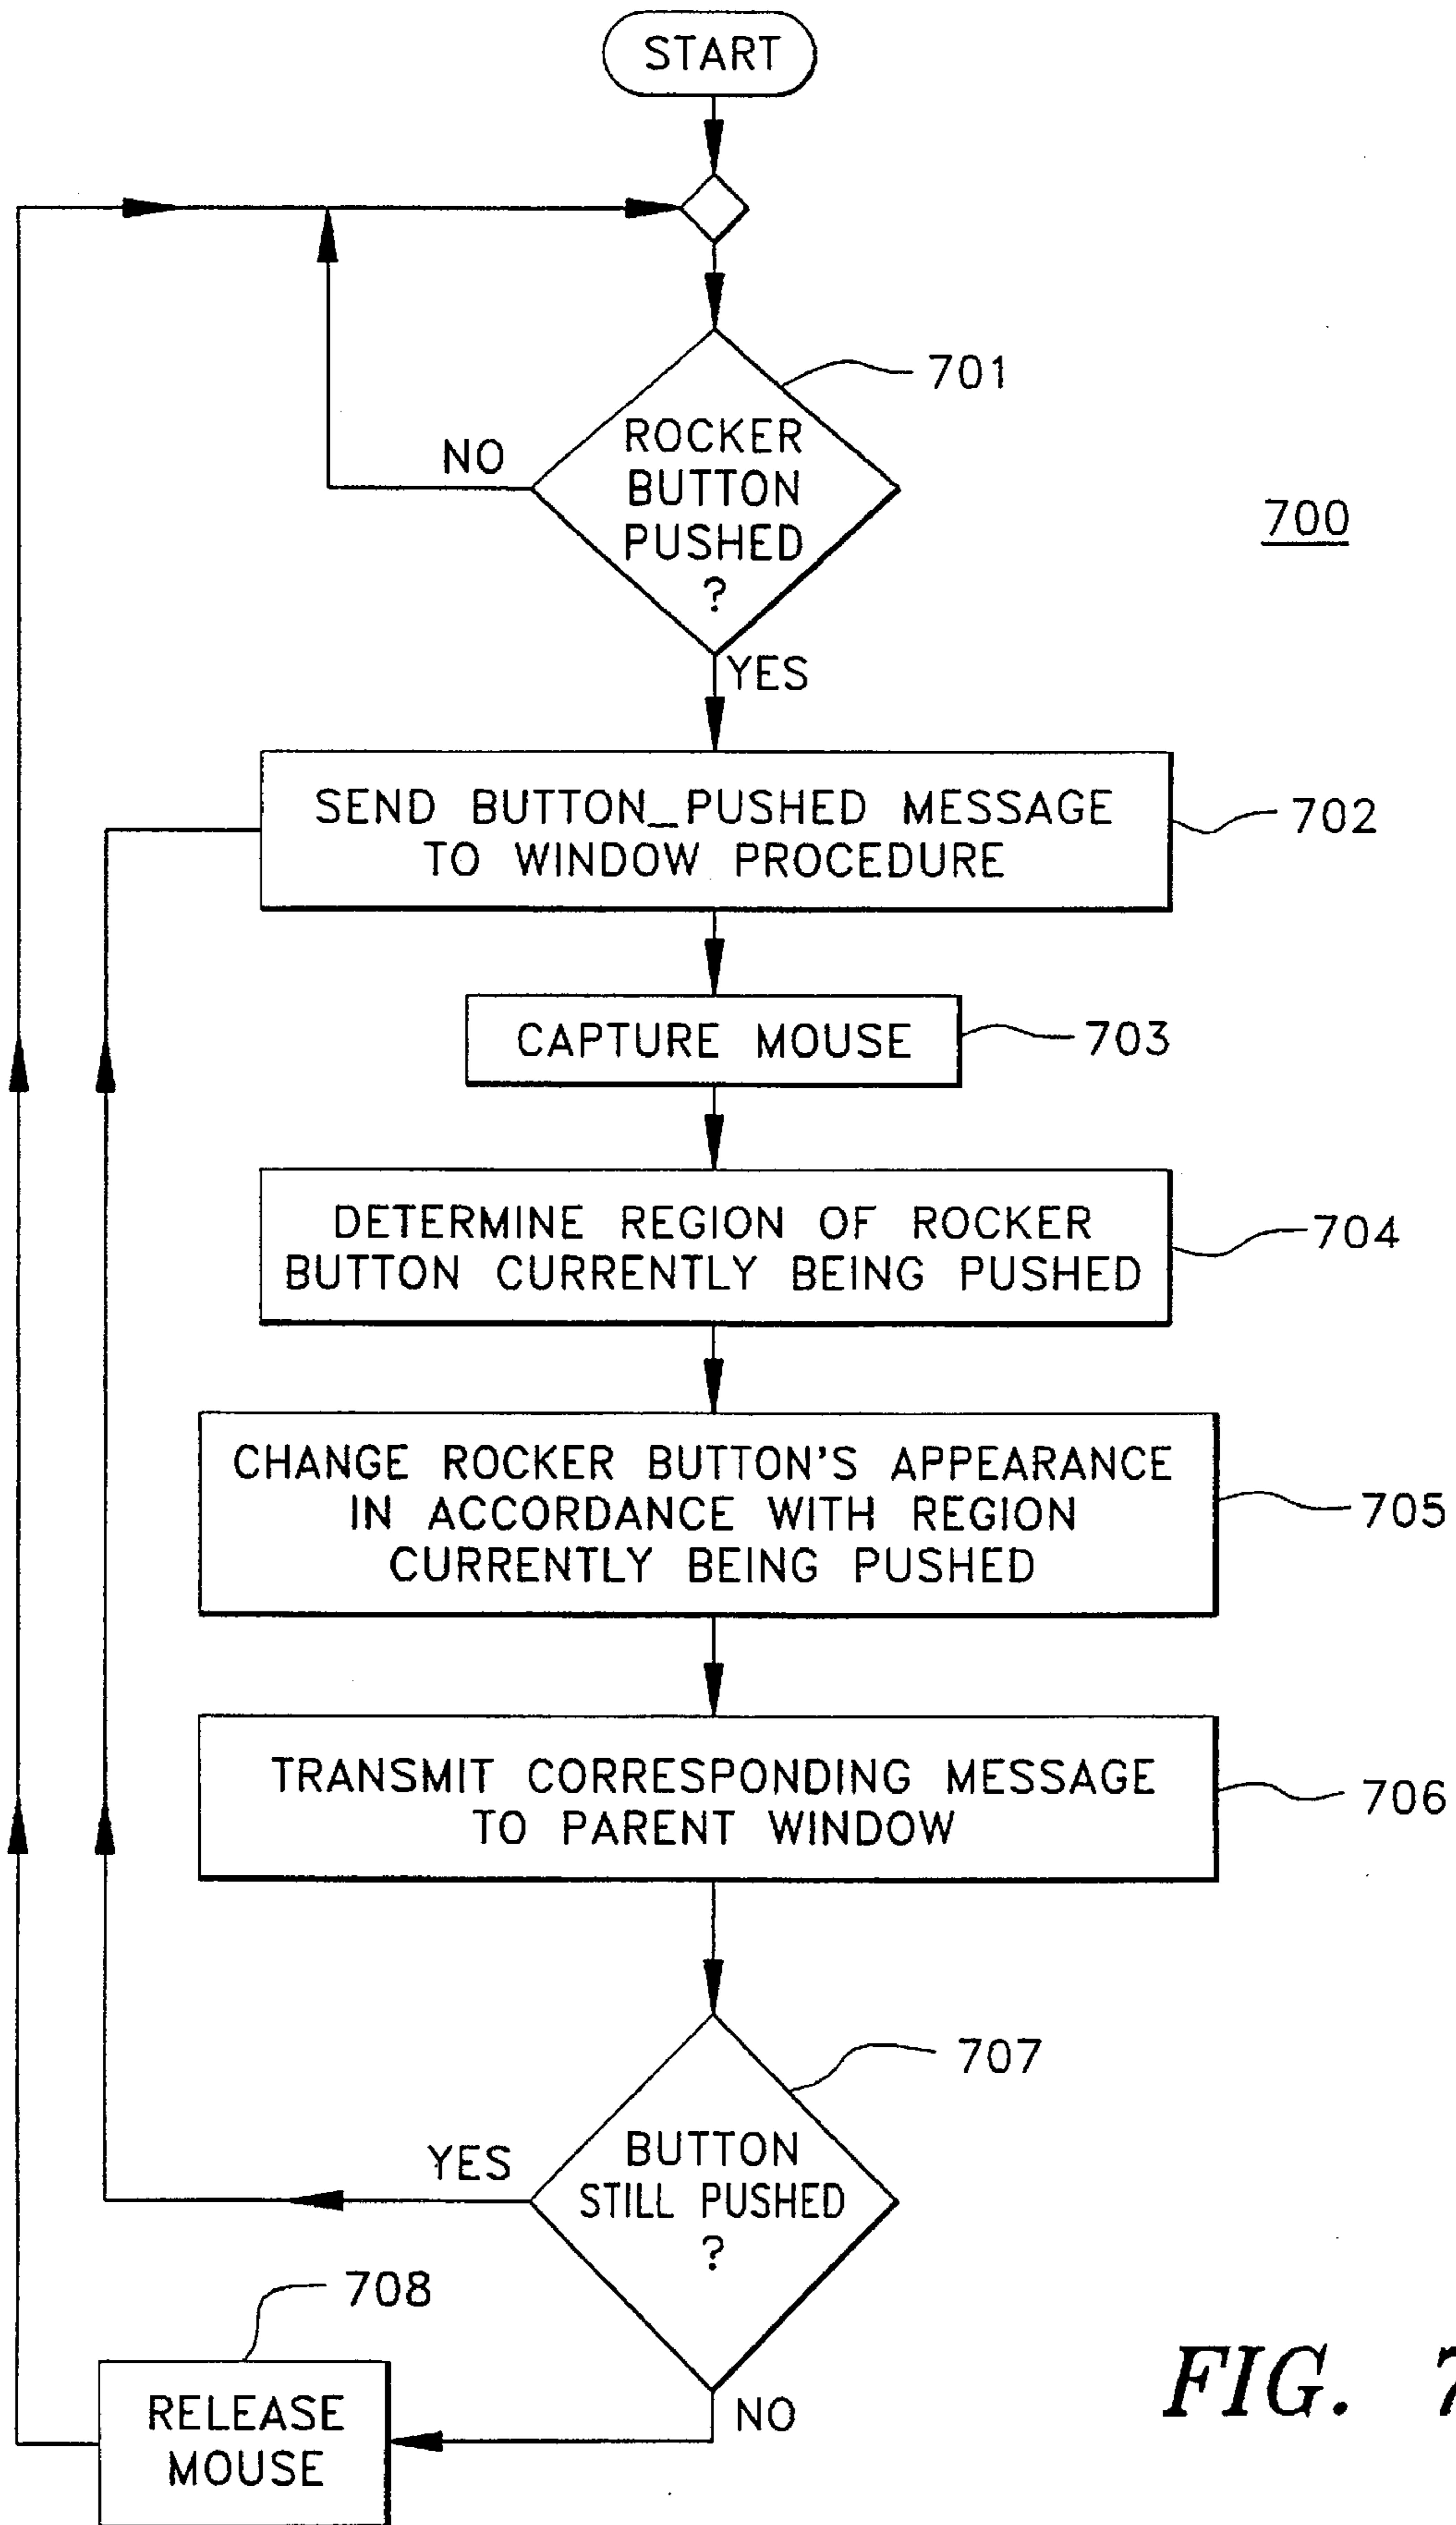 START
701
ROCKER
BUTTON
PUSHED
?
NO
700
YES
SEND BUTTON_PUSHED MESSAGE
TO WINDOW PROCEDURE
702
CAPTURE MOUSE
703
DETERMINE REGION OF ROCKER
BUTTON CURRENTLY BEING PUSHED
704
CHANGE ROCKER BUTTON'S APPEARANCE
IN ACCORDANCE WITH REGION
CURRENTLY BEING PUSHED
705
TRANSMIT CORRESPONDING MESSAGE
TO PARENT WINDOW
706
707
BUTTON
STILL PUSHED
?
YES
NO
708
RELEASE
MOUSE
FIG. 7